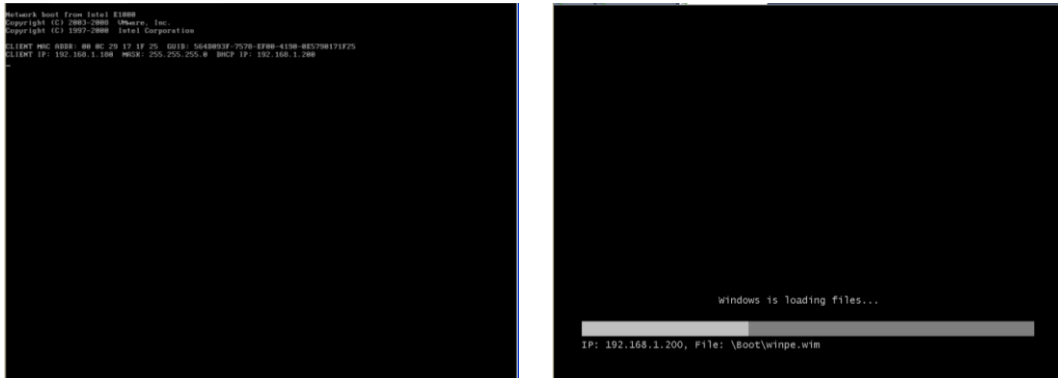 Network boot from Intel E1000
Copyright (C) 2003-2008 VMware, Inc.
Copyright (C) 1997-2000 Intel Corporation
CLIENT MAC ADDR: 00 0C 29 17 1F 25 GUID: 564D093F-7578-EF00-4190-0E5790171F25
CLIENT IP: 192.168.1.100 MASK: 255.255.255.0 DHCP IP: 192.168.1.200
Windows is loading files...
IP: 192.168.1.200, File: \Boot\winpe.wim